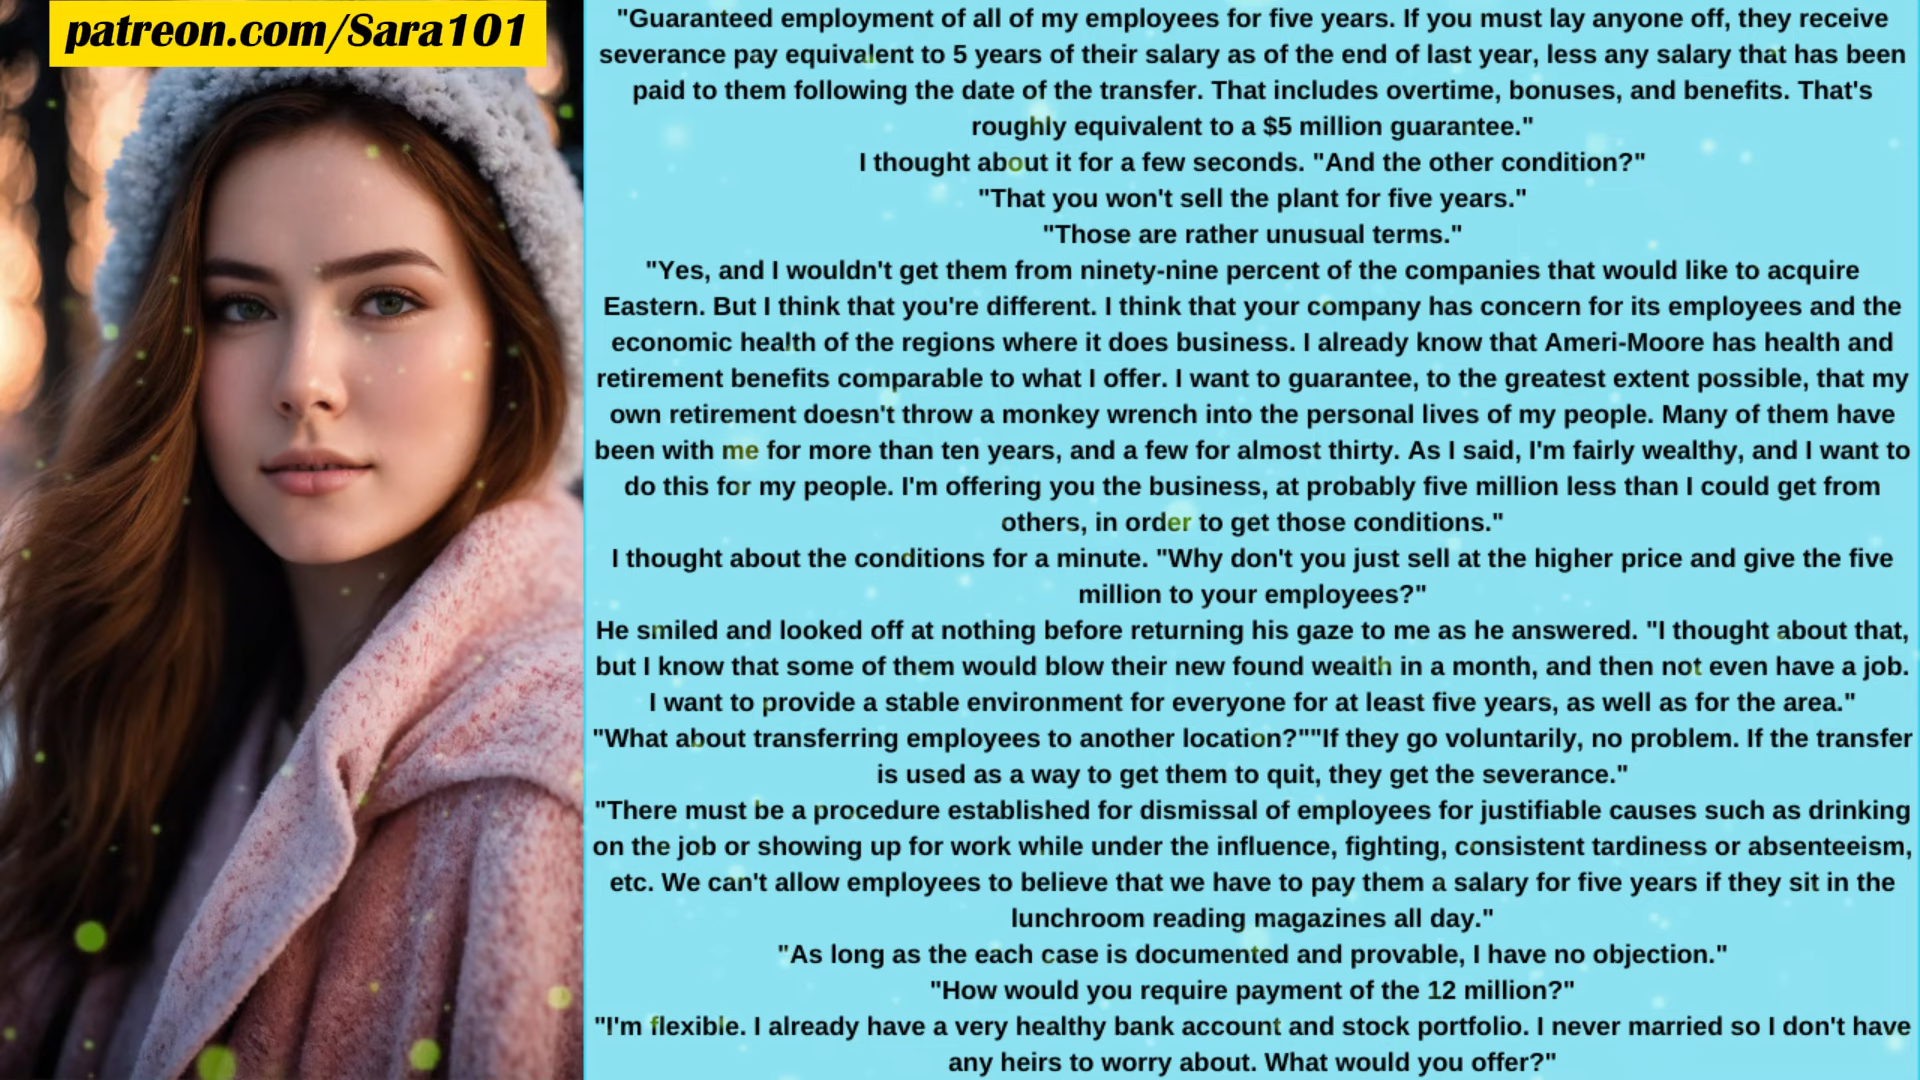 patreon.com/Sara101
"Guaranteed employment of all of my employees for five years. If you must lay anyone off, they receive
severance pay equivalent to 5 years of their salary as of the end of last year, less any salary that has been
paid to them following the date of the transfer. That includes overtime, bonuses, and benefits. That's
roughly equivalent to a $5 million guarantee."
I thought about it for a few seconds. "And the other condition?"
"That you won't sell the plant for five years."
"Those are rather unusual terms."
"Yes, and I wouldn't get them from ninety-nine percent of the companies that would like to acquire
Eastern. But I think that you're different. I think that your company has concern for its employees and the
economic health of the regions where it does business. I already know that Ameri-Moore has health and
retirement benefits comparable to what I offer. I want to guarantee, to the greatest extent possible, that my
own retirement doesn't throw a monkey wrench into the personal lives of my people. Many of them have
been with me for more than ten years, and a few for almost thirty. As I said, I'm fairly wealthy, and I want to
do this for my people. I'm offering you the business, at probably five million less than I could get from
others, in order to get those conditions."
I thought about the conditions for a minute. "Why don't you just sell at the higher price and give the five
million to your employees?"
He smiled and looked off at nothing before returning his gaze to me as he answered. "I thought about that,
but I know that some of them would blow their new found wealth in a month, and then not even have a job.
I want to provide a stable environment for everyone for at least five years, as well as for the area."
"What about transferring employees to another location?""If they go voluntarily, no problem. If the transfer
is used as a way to get them to quit, they get the severance."
"There must be a procedure established for dismissal of employees for justifiable causes such as drinking
on the job or showing up for work while under the influence, fighting, consistent tardiness or absenteeism,
etc. We can't allow employees to believe that we have to pay them a salary for five years if they sit in the
lunchroom reading magazines all day."
"As long as the each case is documented and provable, I have no objection."
"How would you require payment of the 12 million?"
"I'm flexible. I already have a very healthy bank account and stock portfolio. I never married so I don't have
any heirs to worry about. What would you offer?"